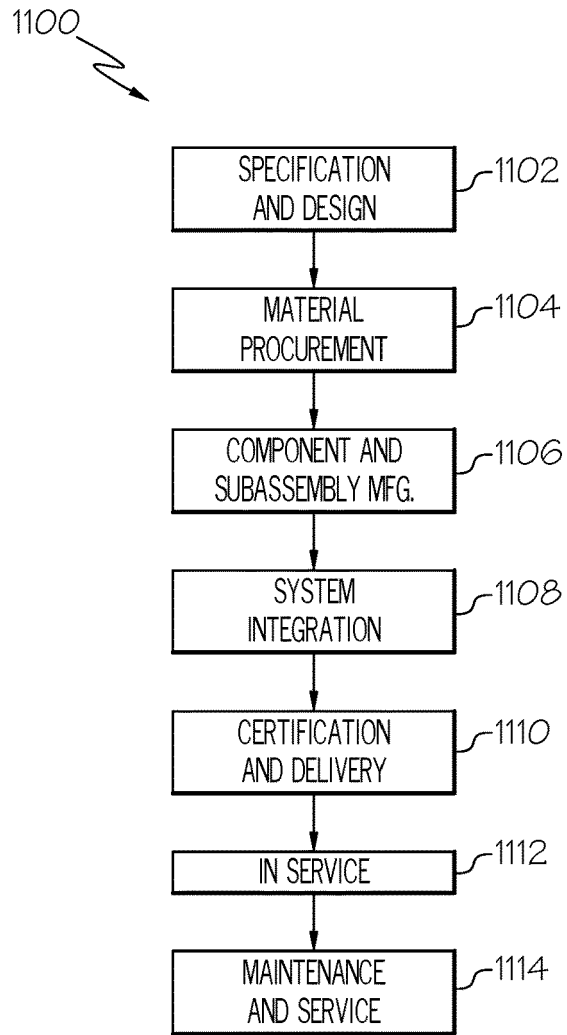 1100
SPECIFICATION
AND DESIGN
1102
MATERIAL
PROCUREMENT
1104
COMPONENT AND
SUBASSEMBLY MFG.
1106
SYSTEM
INTEGRATION
1108
CERTIFICATION
AND DELIVERY
1110
IN SERVICE
1112
MAINTENANCE
AND SERVICE
1114